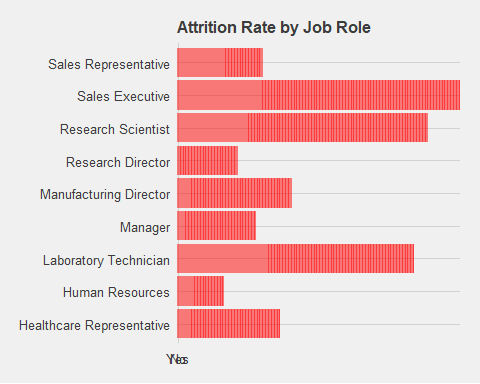 Attrition Rate by Job Role
Sales Representative
Sales Executive
Research Scientist
Research Director
Manufacturing Director
Manager
Laboratory Technician
Human Resources
Healthcare Representative